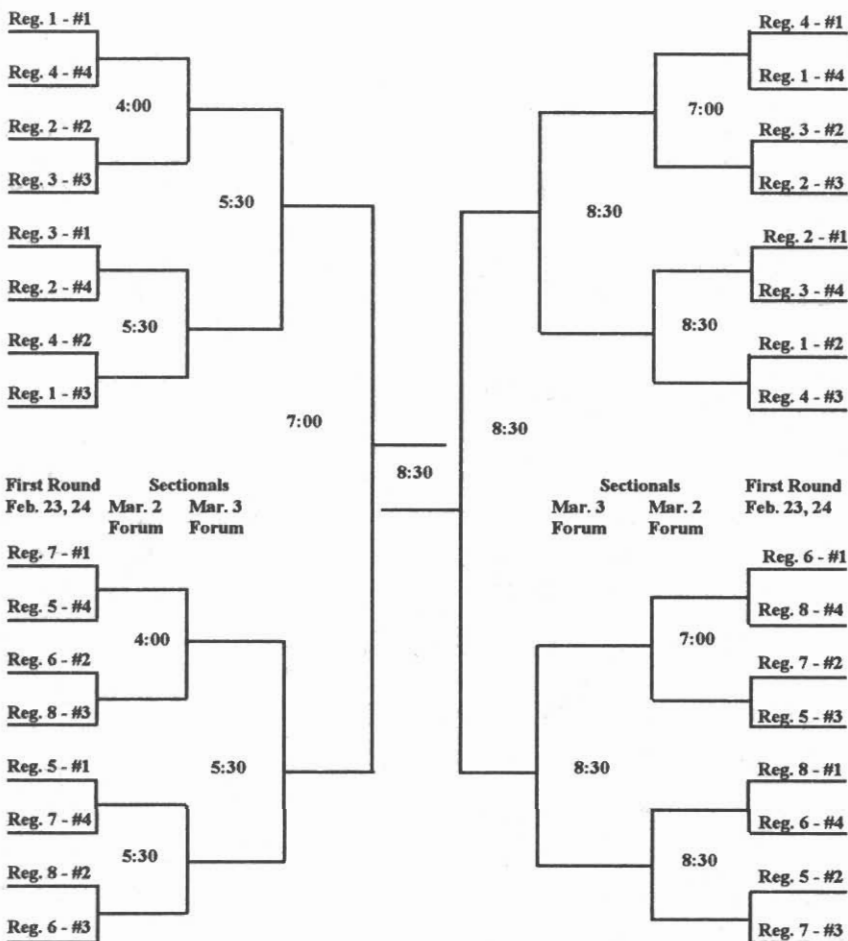 Reg. 1 - #1
Reg. 4 - #4
4:00
Reg. 2 - #2
Reg. 3 - #3
5:30
Reg. 3 - #1
Reg. 2 - #4
5:30
Reg. 4 - #2
Reg. 1 - #3
7:00
Reg. 4 - #1
Reg. 1 - #4
7:00
Reg. 3 - #2
Reg. 2 - #3
8:30
Reg. 2 - #1
Reg. 3 - #4
8:30
Reg. 1 - #2
Reg. 4 - #3
8:30
8:30
First Round Sectionals
Feb. 23, 24 Mar. 2 Mar. 3
Forum Forum
Sectionals First Round
Mar. 3 Mar. 2 Feb. 23, 24
Forum Forum
Reg. 7 - #1
Reg. 5 - #4
4:00
Reg. 6 - #2
Reg. 8 - #3
5:30
Reg. 5 - #1
Reg. 7 - #4
5:30
Reg. 8 - #2
Reg. 6 - #3
Reg. 6 - #1
Reg. 8 - #4
7:00
Reg. 7 - #2
Reg. 5 - #3
8:30
Reg. 8 - #1
Reg. 6 - #4
8:30
Reg. 5 - #2
Reg. 7 - #3